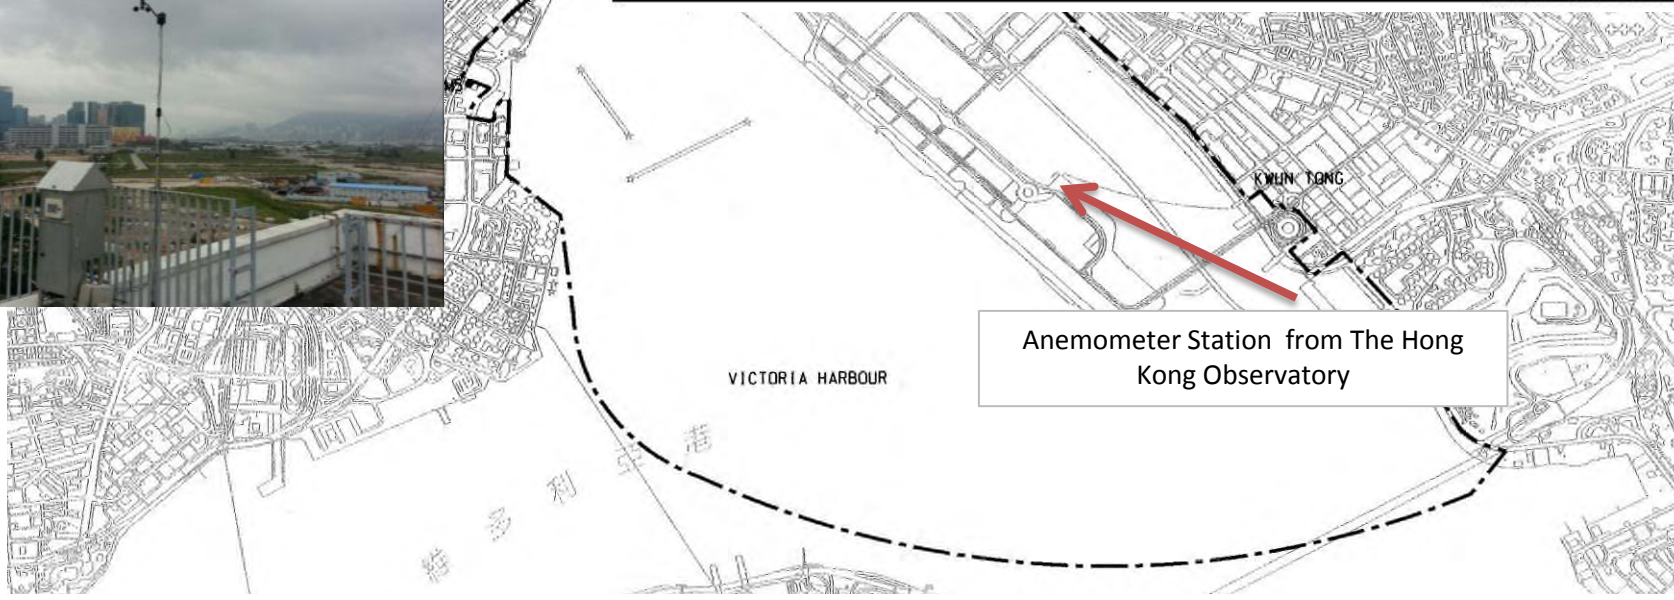 KWUN TONG
Anemometer Station from The Hong
Kong Observatory
VICTORIA HARBOUR
維多利亞港